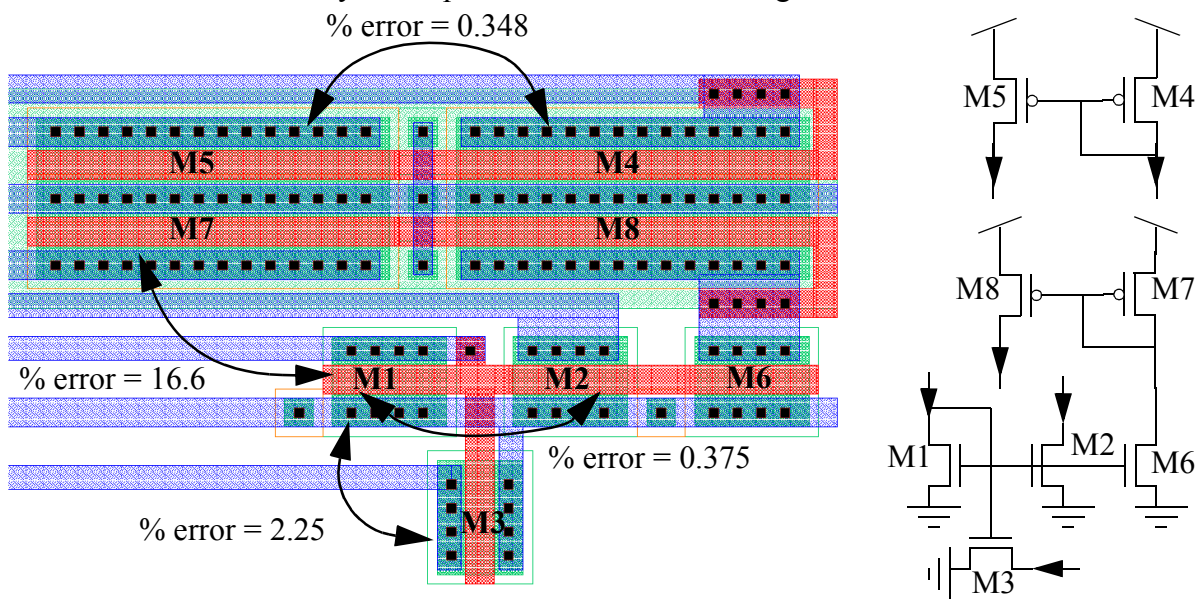 % error = 0.348
M5
M4
M7
M8
% error = 16.6
M1
M2
M6
% error = 0.375
% error = 2.25
M3
M5
M4
M8
M7
M1
M2
M6
M3